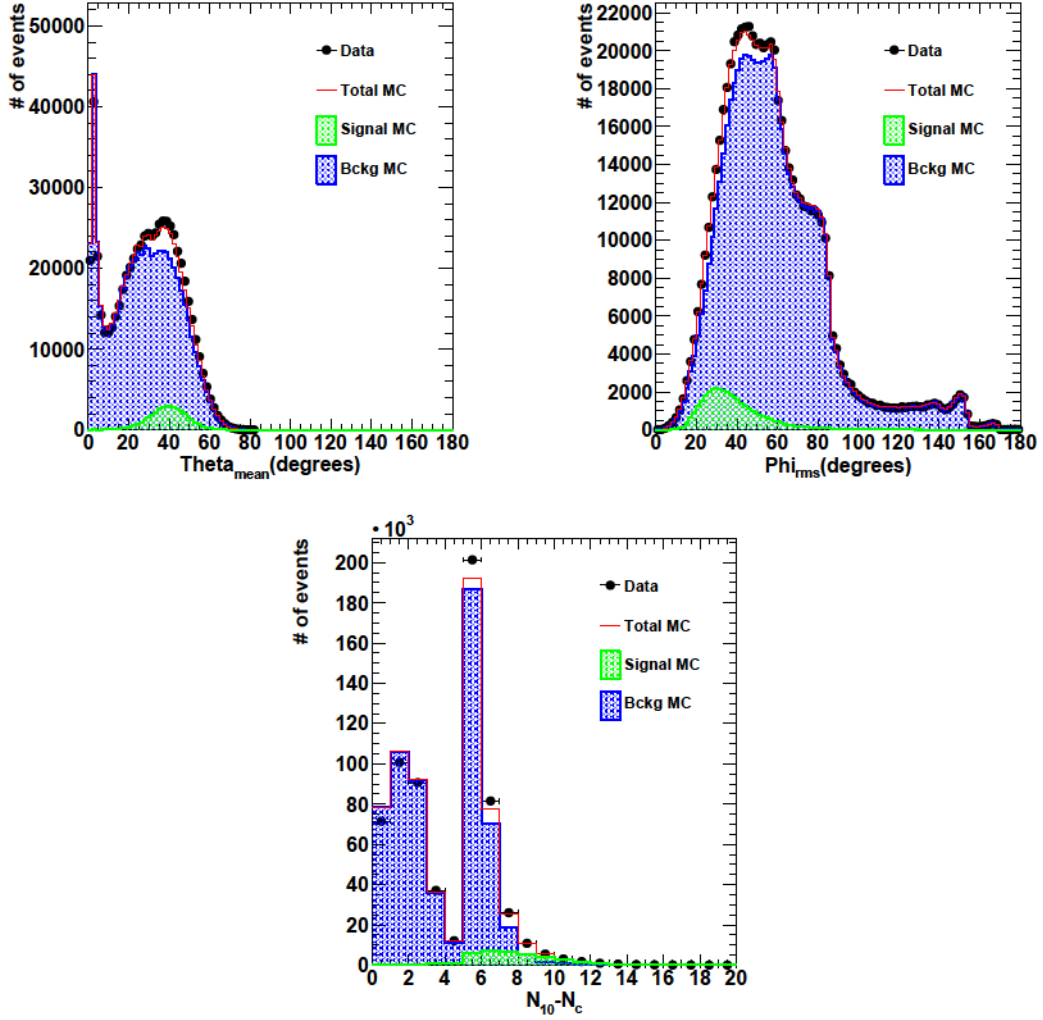 50000
40000
30000
20000
10000
0
# of events
Data
Total MC
Signal MC
Bckg MC
0 20 40 60 80 100 120 140 160 180
Theta_mean(degrees)
22000
20000
18000
16000
14000
12000
10000
8000
6000
4000
2000
0
# of events
Data
Total MC
Signal MC
Bckg MC
0 20 40 60 80 100 120 140 160 180
Phi_rms(degrees)
• 10^3
200
180
160
140
120
100
80
60
40
20
0
# of events
Data
Total MC
Signal MC
Bckg MC
0 2 4 6 8 10 12 14 16 18 20
N_10-N_c